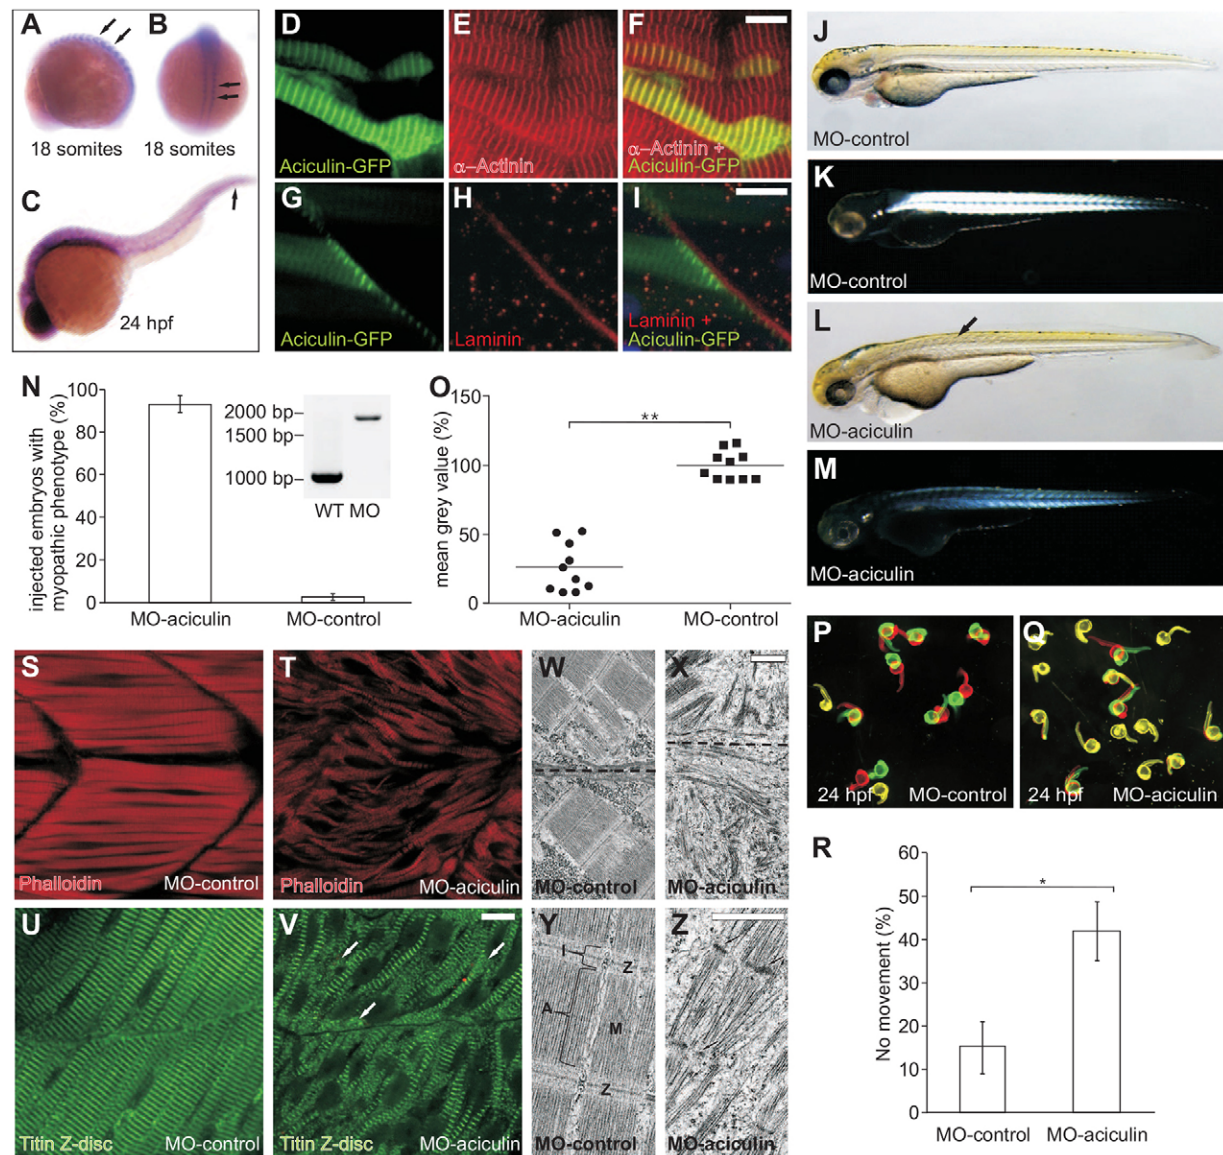 A
B
18 somites
18 somites
C
24 hpf
D
Aciculin-GFP
E
α–Actinin
F
α–Actinin +
Aciculin-GFP
G
Aciculin-GFP
H
Laminin
I
Laminin +
Aciculin-GFP
J
MO-control
K
MO-control
L
MO-aciculin
M
MO-aciculin
N
injected embryos with
myopathic phenotype (%)
100
80
60
40
20
0
MO-aciculin
MO-control
2000 bp
1500 bp
1000 bp
WT MO
O
mean grey value (%)
150
100
50
0
**
MO-aciculin
MO-control
P
24 hpf MO-control
Q
24 hpf MO-aciculin
R
No movement (%)
60
50
40
30
20
10
0
*
MO-control
MO-aciculin
S
Phalloidin MO-control
T
Phalloidin MO-aciculin
U
Titin Z-disc MO-control
V
Titin Z-disc MO-aciculin
W
MO-control
X
MO-aciculin
Y
I
Z
A
M
Z
MO-control
Z
MO-aciculin